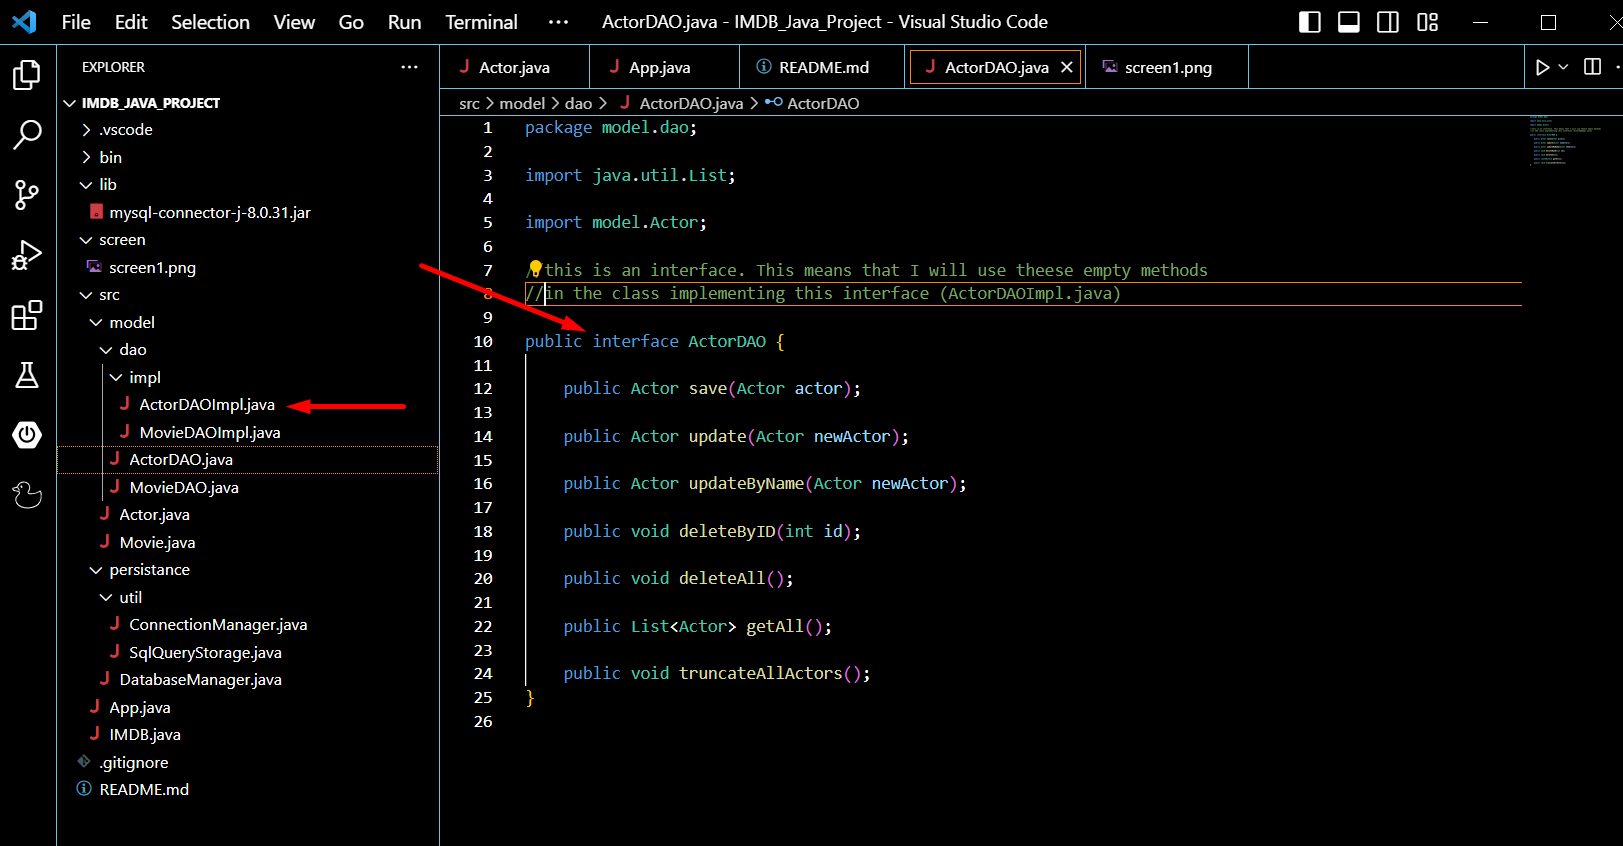 File Edit Selection View Go Run Terminal ··· ActorDAO.java - IMDB_Java_Project - Visual Studio Code
EXPLORER ···
IMDB_JAVA_PROJECT
.vscode
bin
lib
mysql-connector-j-8.0.31.jar
screen
screen1.png
src
model
dao
impl
ActorDAOImpl.java
MovieDAOImpl.java
ActorDAO.java
MovieDAO.java
Actor.java
Movie.java
persistance
util
ConnectionManager.java
SqlQueryStorage.java
DatabaseManager.java
App.java
IMDB.java
.gitignore
README.md
Actor.java App.java README.md ActorDAO.java screen1.png
src > model > dao > ActorDAO.java > ActorDAO
1 package model.dao;
2
3 import java.util.List;
4
5 import model.Actor;
6
7 /this is an interface. This means that I will use theese empty methods
8 //in the class implementing this interface (ActorDAOImpl.java)
9
10 public interface ActorDAO {
11
12 public Actor save(Actor actor);
13
14 public Actor update(Actor newActor);
15
16 public Actor updateByName(Actor newActor);
17
18 public void deleteByID(int id);
19
20 public void deleteAll();
21
22 public List<Actor> getAll();
23
24 public void truncateAllActors();
25 }
26